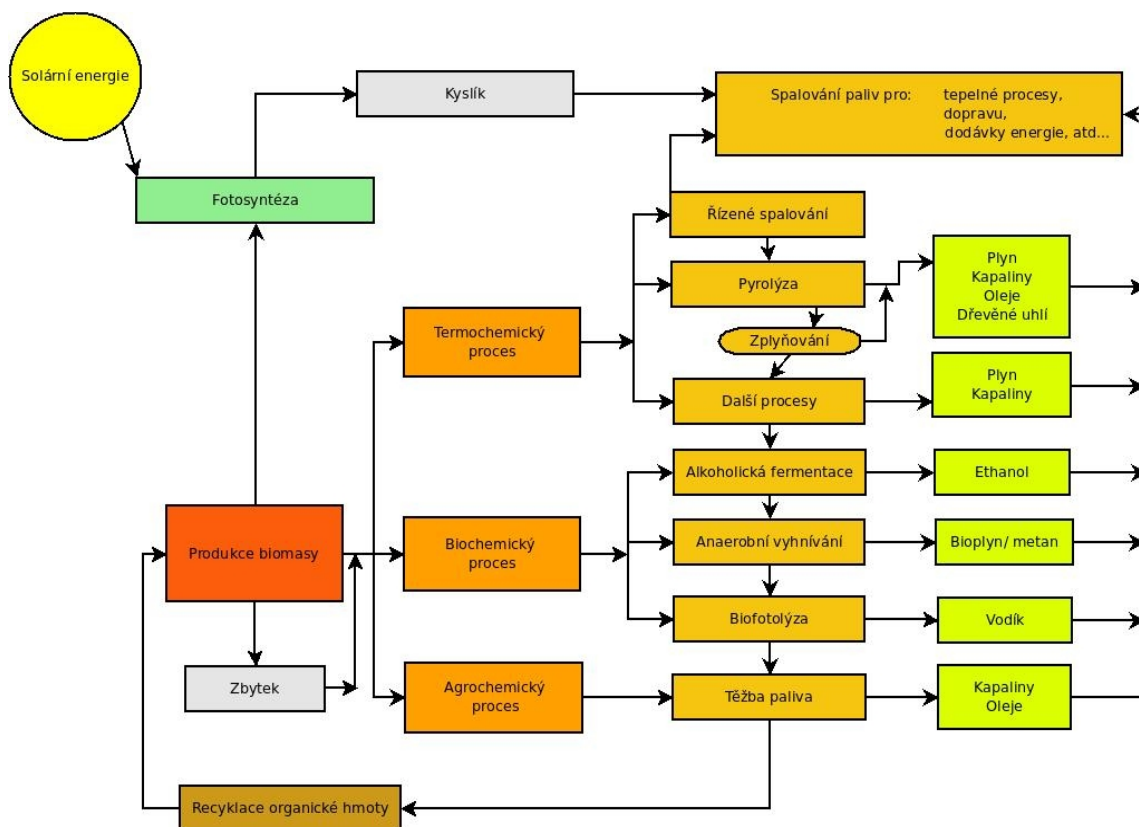 Solární energie
Kyslík
Spalování paliv pro: tepelné procesy,
dopravu,
dodávky energie, atd...
Fotosyntéza
Řízené spalování
Pyrolýza
Plyn
Kapaliny
Oleje
Dřevěné uhlí
Termochemický
proces
Zplyňování
Další procesy
Plyn
Kapaliny
Alkoholická fermentace
Ethanol
Produkce biomasy
Biochemický
proces
Anaerobní vyhnívání
Bioplyn/ metan
Biofotolýza
Vodík
Zbytek
Agrochemický
proces
Těžba paliva
Kapaliny
Oleje
Recyklace organické hmoty